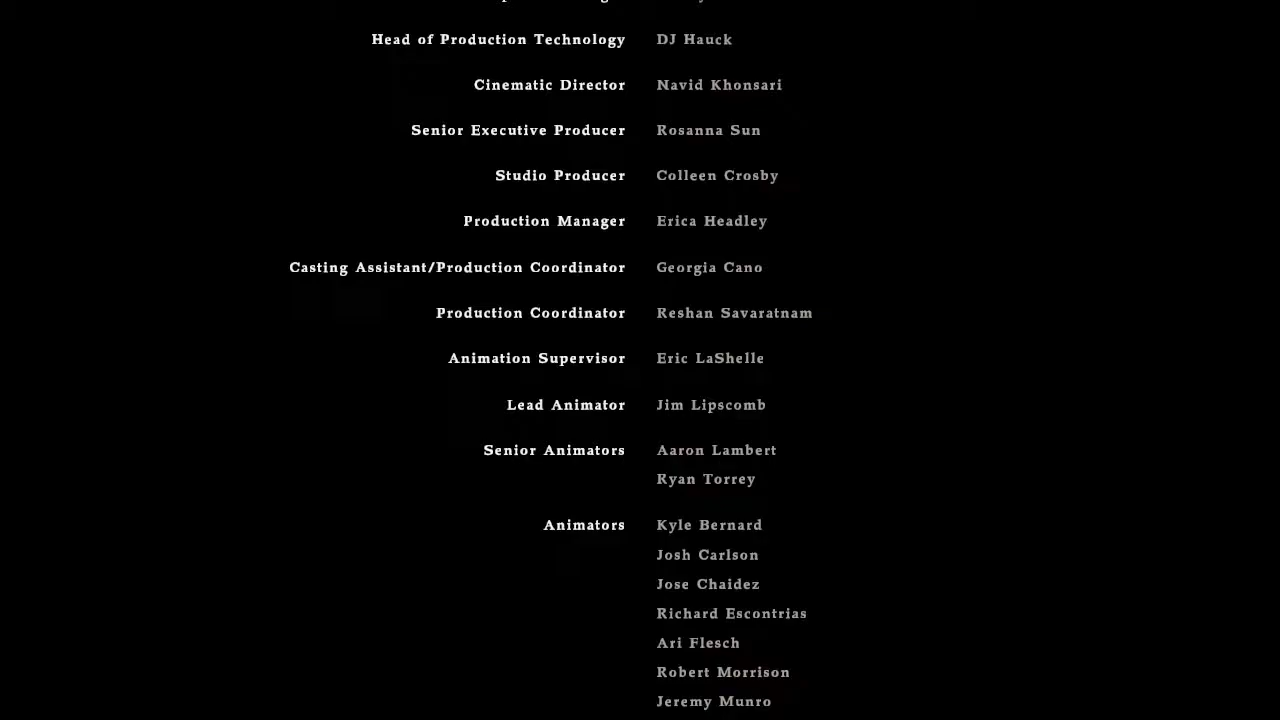 Head of Production Technology DJ Hauck
Cinematic Director Navid Khonsari
Senior Executive Producer Rosanna Sun
Studio Producer Colleen Crosby
Production Manager Erica Headley
Casting Assistant/Production Coordinator Georgia Cano
Production Coordinator Reshan Savaratnam
Animation Supervisor Eric LaShelle
Lead Animator Jim Lipscomb
Senior Animators Aaron Lambert
Ryan Torrey
Animators Kyle Bernard
Josh Carlson
Jose Chaidez
Richard Escontrias
Ari Flesch
Robert Morrison
Jeremy Munro